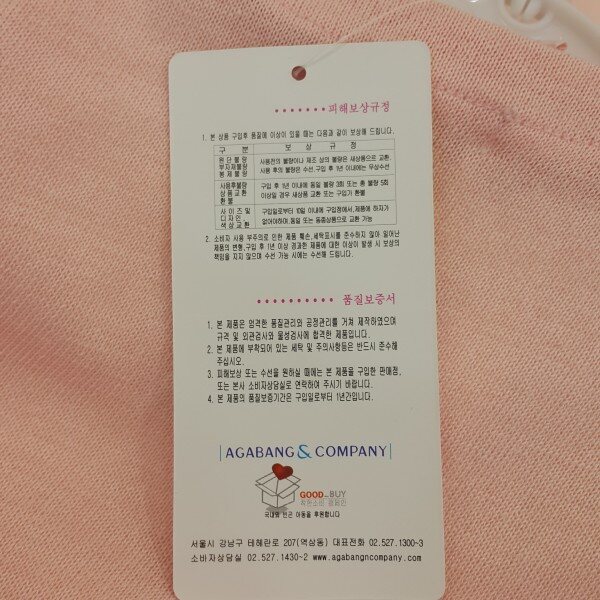 ·······피해보상규정
1. 본 상품 구입후 품질에 이상이 있을 때는 다음과 같이 보상해 드립니다.
구 분 보 상 규 정
원 단 불 량
부자재불량
봉 제 불 량
사용전의 불량이나 제조 상의 불량은 새상품으로 교환,
사용 후의 불량은 수선 구입 후 1년 이내에는 무상수선
사용후불량
상 품 교 환
환 불
구입 후 1년 이내에 동일 불량 3회 또는 총 불량 5회
이상일 경우 새상품 교환 또는 구입가 환불
사 이 즈 및
디 자 인
색 상 교 환
구입일로부터 10일 이내에 구입점에서, 제품에 하자가
없어야하며, 동일 또는 동종상품으로 교환 가능
2. 소비자 사용 부주의로 인한 제품 훼손, 세탁표시를 준수하지 않아 일어난
제품의 변형, 구입 후 1년 이상 경과한 제품에 대한 이상이 발생 시 보상의
책임을 지지 않으며 수선 가능 시에는 수선해 드립니다.
·········· 품질보증서
1. 본 제품은 엄격한 품질관리와 공정관리를 거쳐 제작하였으며
규격 및 외관검사와 물성검사에 합격한 제품입니다.
2. 본 제품에 부착되어 있는 세탁 및 주의사항등은 반드시 준수해
주십시오.
3. 피해보상 또는 수선을 원하실 때에는 본 제품을 구입한 판매점,
또는 본사 소비자상담실로 연락하여 주시기 바랍니다.
4. 본 제품의 품질보증기간은 구입일로부터 1년간입니다.
AGABANG & COMPANY
GOOD_BUY
착한소비 캠페인
국내외 빈곤 아동을 후원합니다
서울시 강남구 테헤란로 207(역삼동) 대표전화 02.527.1300~3
소비자상담실 02.527.1430~2 www.agabangncompany.com